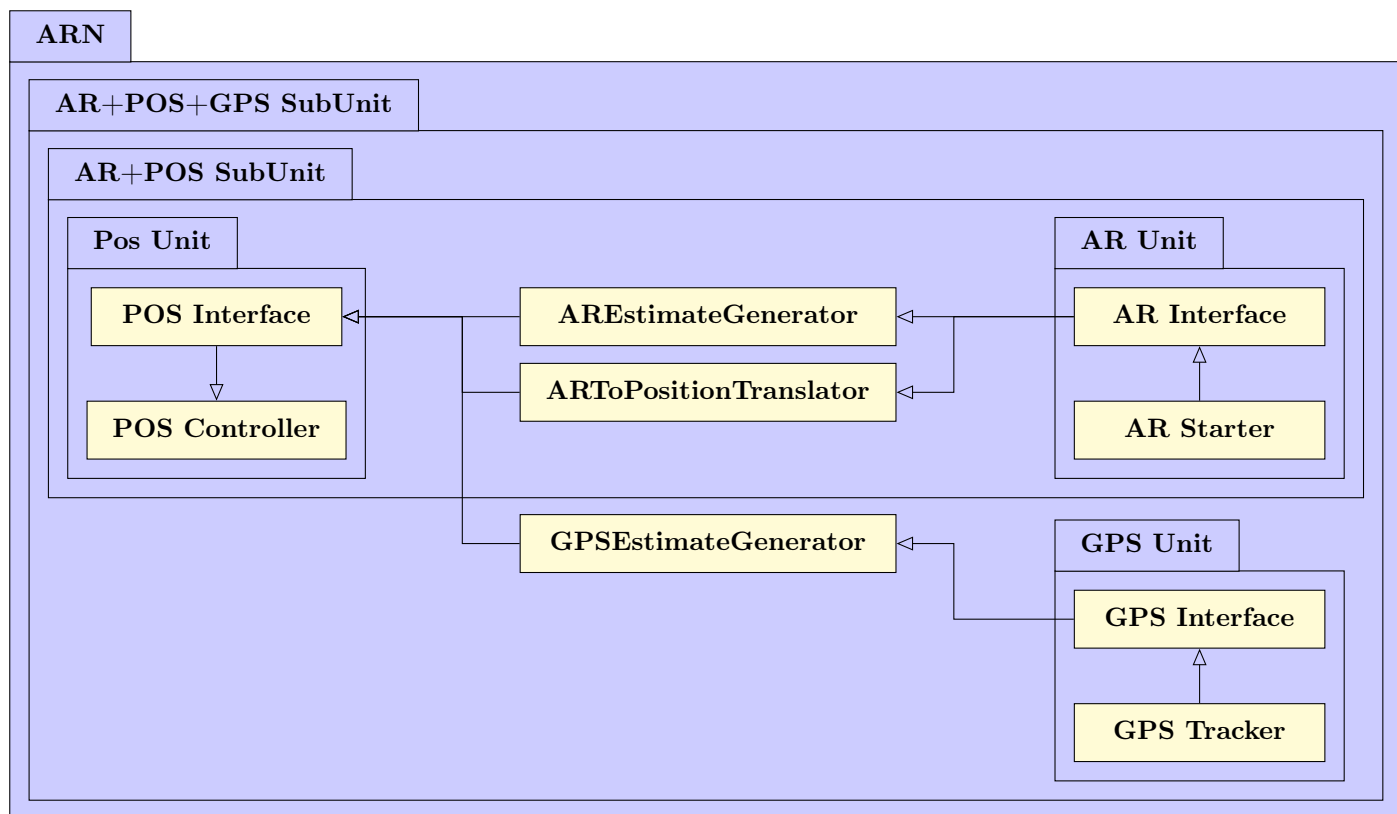 ARN
AR+POS+GPS SubUnit
AR+POS SubUnit
Pos Unit
AR Unit
POS Interface
AREstimateGenerator
AR Interface
ARToPositionTranslator
POS Controller
AR Starter
GPSEstimateGenerator
GPS Unit
GPS Interface
GPS Tracker